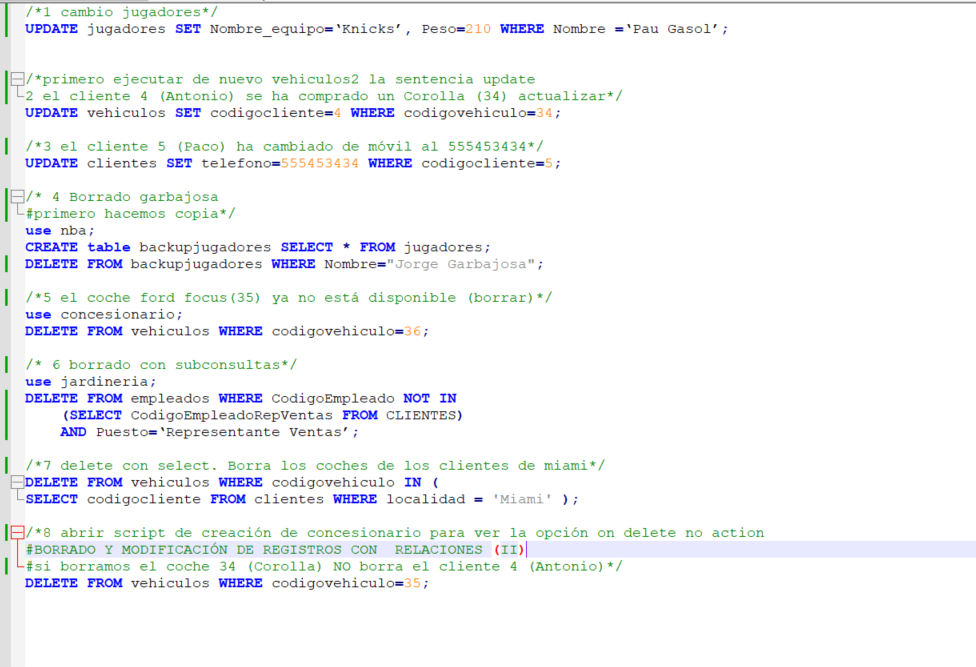 /*1 cambio jugadores*/
UPDATE jugadores SET Nombre_equipo=‘Knicks’, Peso=210 WHERE Nombre =‘Pau Gasol’;
/*primero ejecutar de nuevo vehiculos2 la sentencia update
2 el cliente 4 (Antonio) se ha comprado un Corolla (34) actualizar*/
UPDATE vehiculos SET codigocliente=4 WHERE codigovehiculo=34;
/*3 el cliente 5 (Paco) ha cambiado de móvil al 555453434*/
UPDATE clientes SET telefono=555453434 WHERE codigocliente=5;
/* 4 Borrado garbajosa
#primero hacemos copia*/
use nba;
CREATE table backupjugadores SELECT * FROM jugadores;
DELETE FROM backupjugadores WHERE Nombre="Jorge Garbajosa";
/*5 el coche ford focus(35) ya no está disponible (borrar)*/
use concesionario;
DELETE FROM vehiculos WHERE codigovehiculo=36;
/* 6 borrado con subconsultas*/
use jardineria;
DELETE FROM empleados WHERE CodigoEmpleado NOT IN
(SELECT CodigoEmpleadoRepVentas FROM CLIENTES)
AND Puesto=‘Representante Ventas’;
/*7 delete con select. Borra los coches de los clientes de miami*/
DELETE FROM vehiculos WHERE codigovehiculo IN (
SELECT codigocliente FROM clientes WHERE localidad = 'Miami' );
/*8 abrir script de creación de concesionario para ver la opción on delete no action
#BORRADO Y MODIFICACIÓN DE REGISTROS CON  RELACIONES (II)
#si borramos el coche 34 (Corolla) NO borra el cliente 4 (Antonio)*/
DELETE FROM vehiculos WHERE codigovehiculo=35;